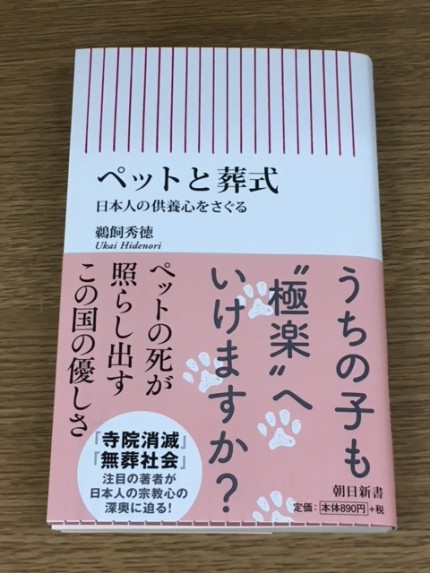 ペットと葬式
日本人の供養心をさぐる
鵜飼秀徳
Ukai Hidenori
うちの子も
“極楽”へ
いけますか?
ペットの死が
照らし出す
この国の優しさ
『寺院消滅』
『無葬社会』
注目の著者が
日本人の宗教心の
深奥に迫る!
朝日新書
定価:本体890円+税